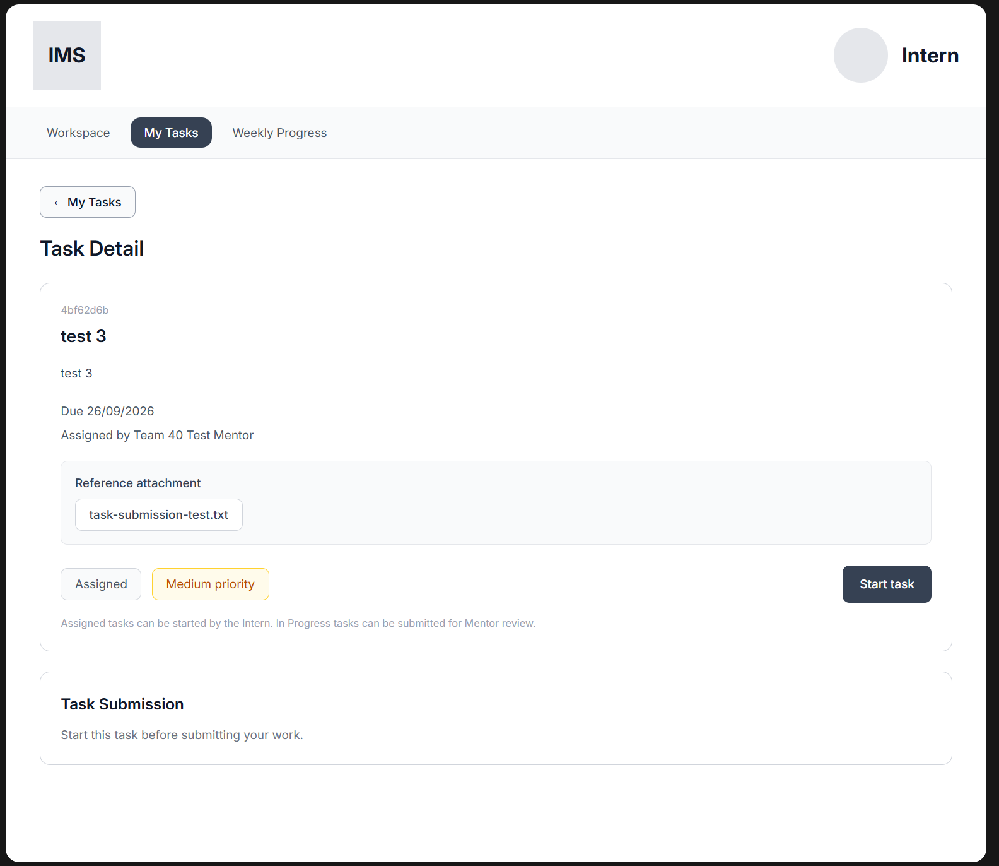 IMS
Intern
Workspace
My Tasks
Weekly Progress
← My Tasks
Task Detail
4bf62d6b
test 3
test 3
Due 26/09/2026
Assigned by Team 40 Test Mentor
Reference attachment
task-submission-test.txt
Assigned
Medium priority
Start task
Assigned tasks can be started by the Intern. In Progress tasks can be submitted for Mentor review.
Task Submission
Start this task before submitting your work.